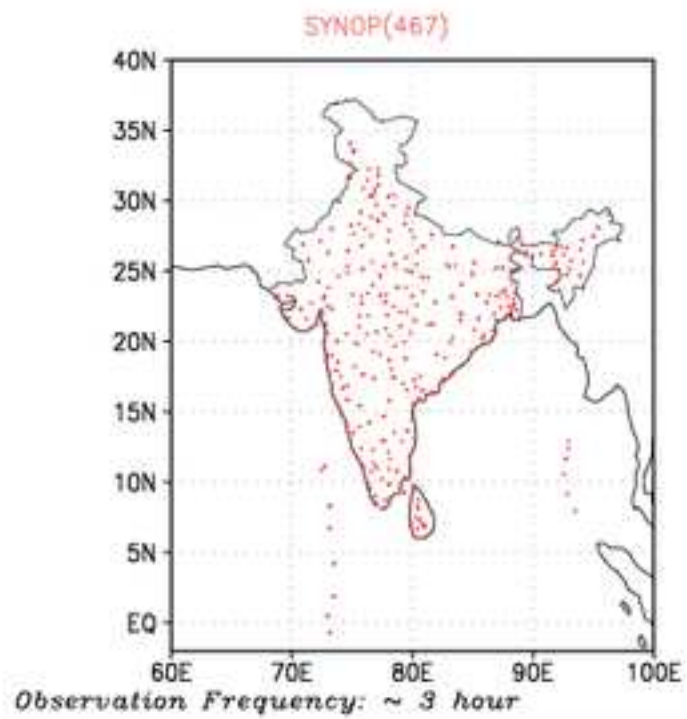 SYNOP(467)
40N
35N
30N
25N
20N
15N
10N
5N
EQ
60E 70E 80E 90E 100E
Observation Frequency: ~ 3 hour